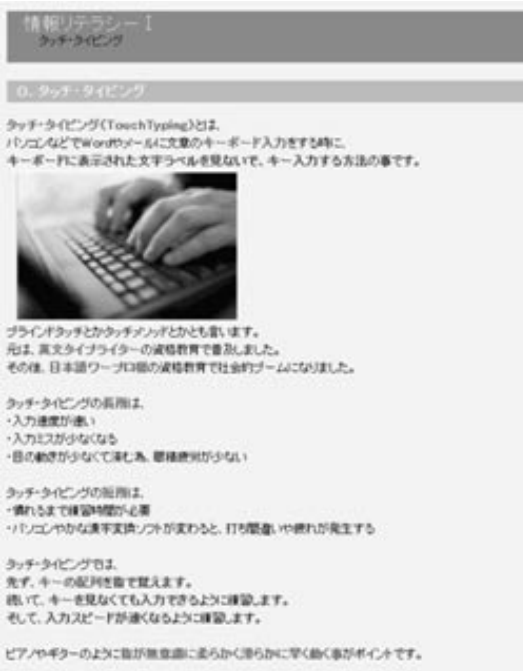 情報リテラシー I
タッチ・タイピング
0. タッチ・タイピング
タッチ・タイピング(TouchTyping)とは、
パソコンなどでWordやメールに文章のキーボード入力をする時に、
キーボードに表示された文字ラベルを見ないで、キー入力する方法の事です。
ブラインドタッチとかタッチメソッドとかとも言います。
元は、英文タイプライターの資格教育で普及しました。
その後、日本語ワープロ個の資格教育で社会的ブームになりました。
タッチ・タイピングの長所は、
・入力速度が速い
・入力ミスが少なくなる
・目の動きが少なくて済む為、眼精疲労が少ない
タッチ・タイピングの短所は、
・慣れるまで練習時間が必要
・パソコンやかな漢字変換ソフトが変わると、打ち間違いや疲れが発生する
タッチ・タイピングでは、
先ず、キーの配列を指で覚えます。
続いて、キーを見なくても入力できるように練習します。
そして、入力スピードが速くなるように練習します。
ピアノやギターのように指が無意識に柔らかく滑らかに早く動く事がポイントです。